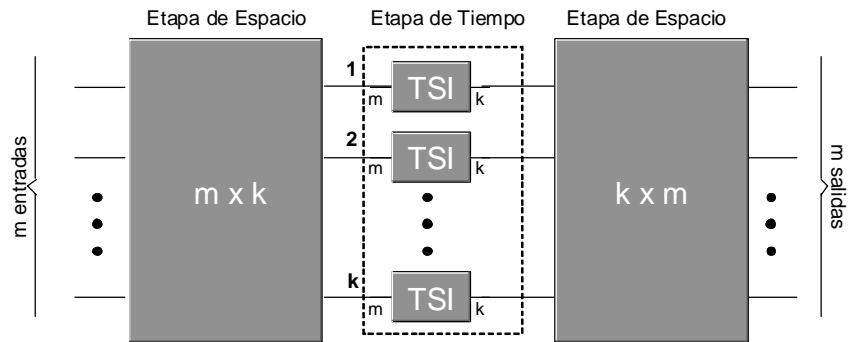 Etapa de Espacio
Etapa de Tiempo
Etapa de Espacio
m entradas
m x k
1
m
TSI
k
2
m
TSI
k
k
m
TSI
k
k x m
m salidas